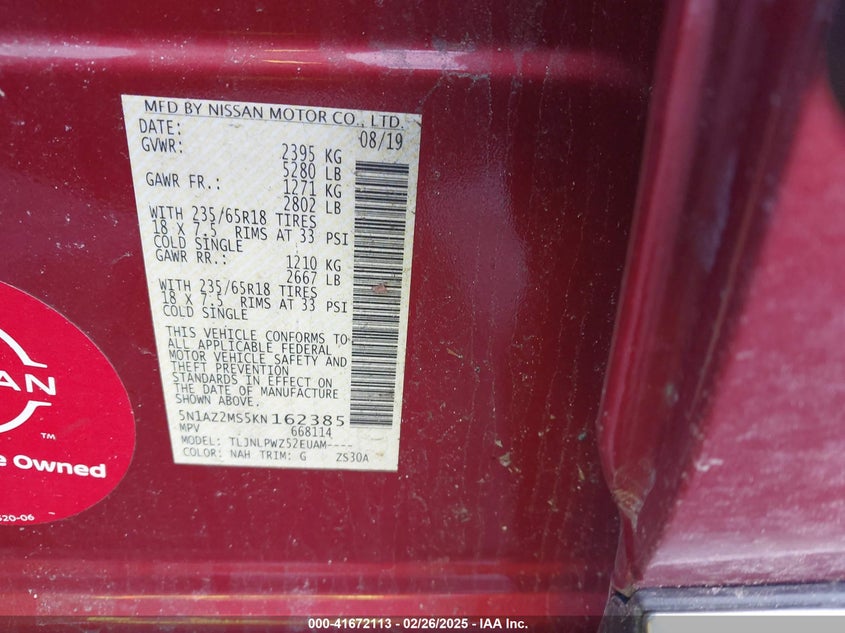 MFD BY NISSAN MOTOR CO., LTD.
DATE: 08/19
GVWR: 2395 KG
5280 LB
GAWR FR.: 1271 KG
2802 LB
WITH 235/65R18 TIRES
18 X 7.5 RIMS AT 33 PSI
COLD SINGLE
GAWR RR.: 1210 KG
2667 LB
WITH 235/65R18 TIRES
18 X 7.5 RIMS AT 33 PSI
COLD SINGLE
THIS VEHICLE CONFORMS TO
ALL APPLICABLE FEDERAL
MOTOR VEHICLE SAFETY AND
THEFT PREVENTION
STANDARDS IN EFFECT ON
THE DATE OF MANUFACTURE
SHOWN ABOVE.
5N1AZ2MS5KN162385
MPV 668114
MODEL: TLJNLPWZ52EUAM----
COLOR: NAH TRIM: G ZS30A
Owned
000-41672113 - 02/26/2025 - IAA Inc.